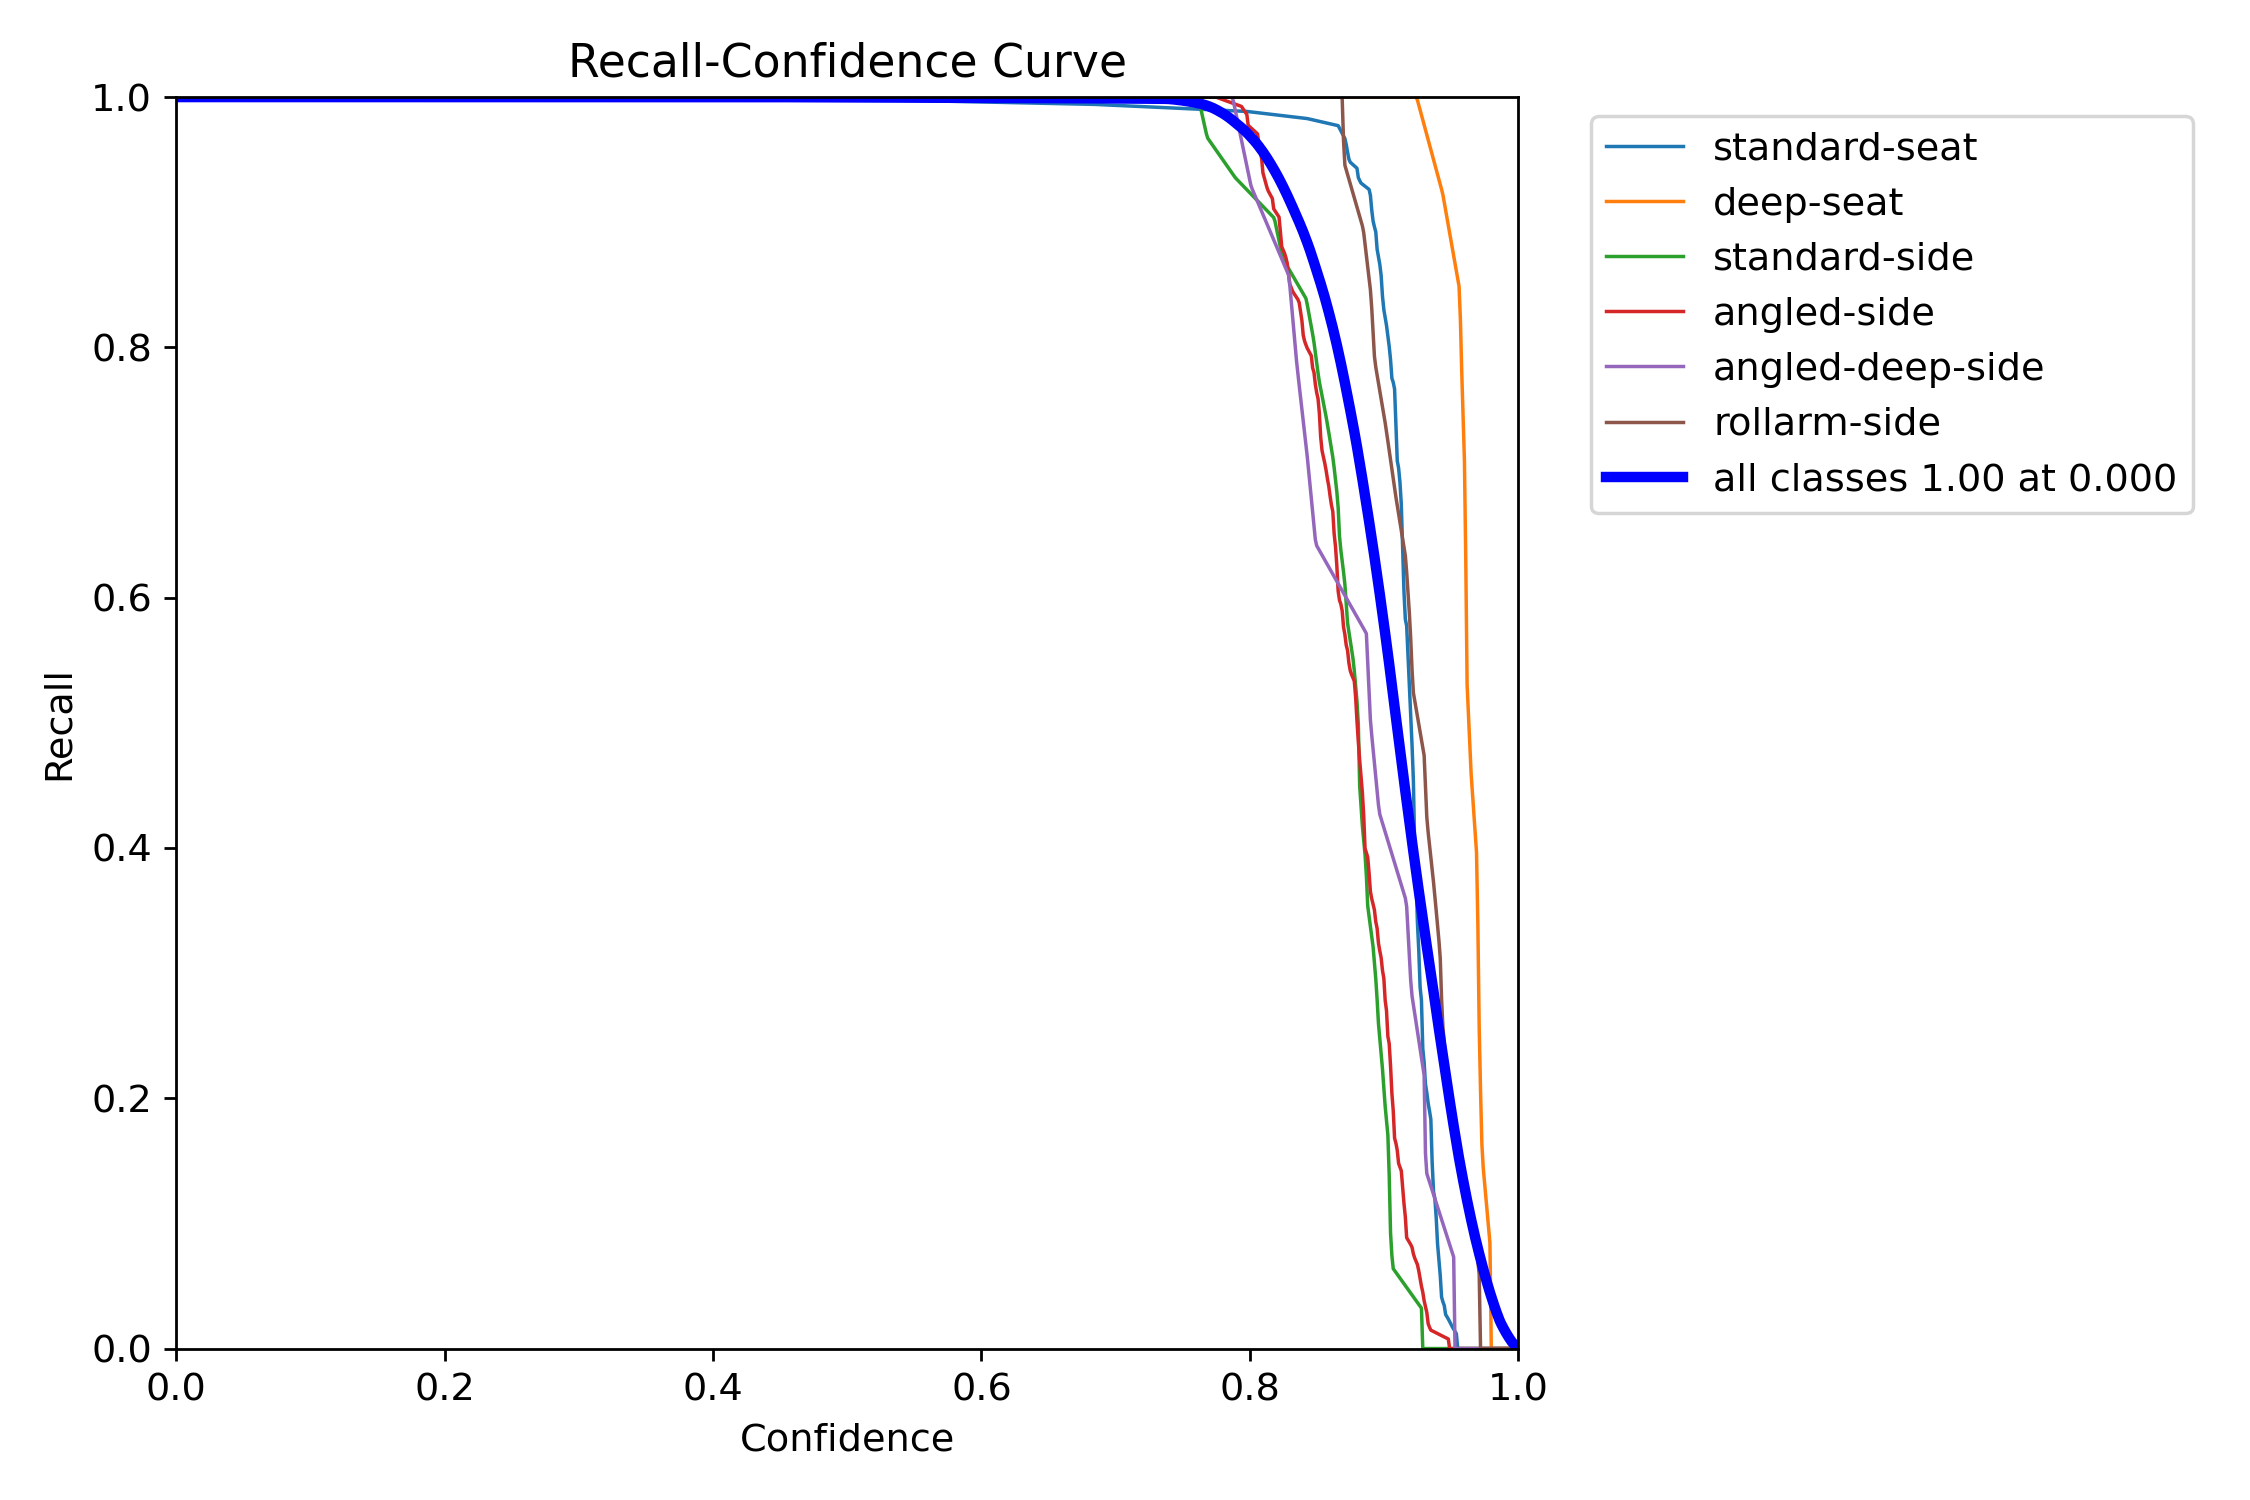 Recall-Confidence Curve
1.0
0.8
0.6
0.4
0.2
0.0
Recall
0.0 0.2 0.4 0.6 0.8 1.0
Confidence
standard-seat
deep-seat
standard-side
angled-side
angled-deep-side
rollarm-side
all classes 1.00 at 0.000